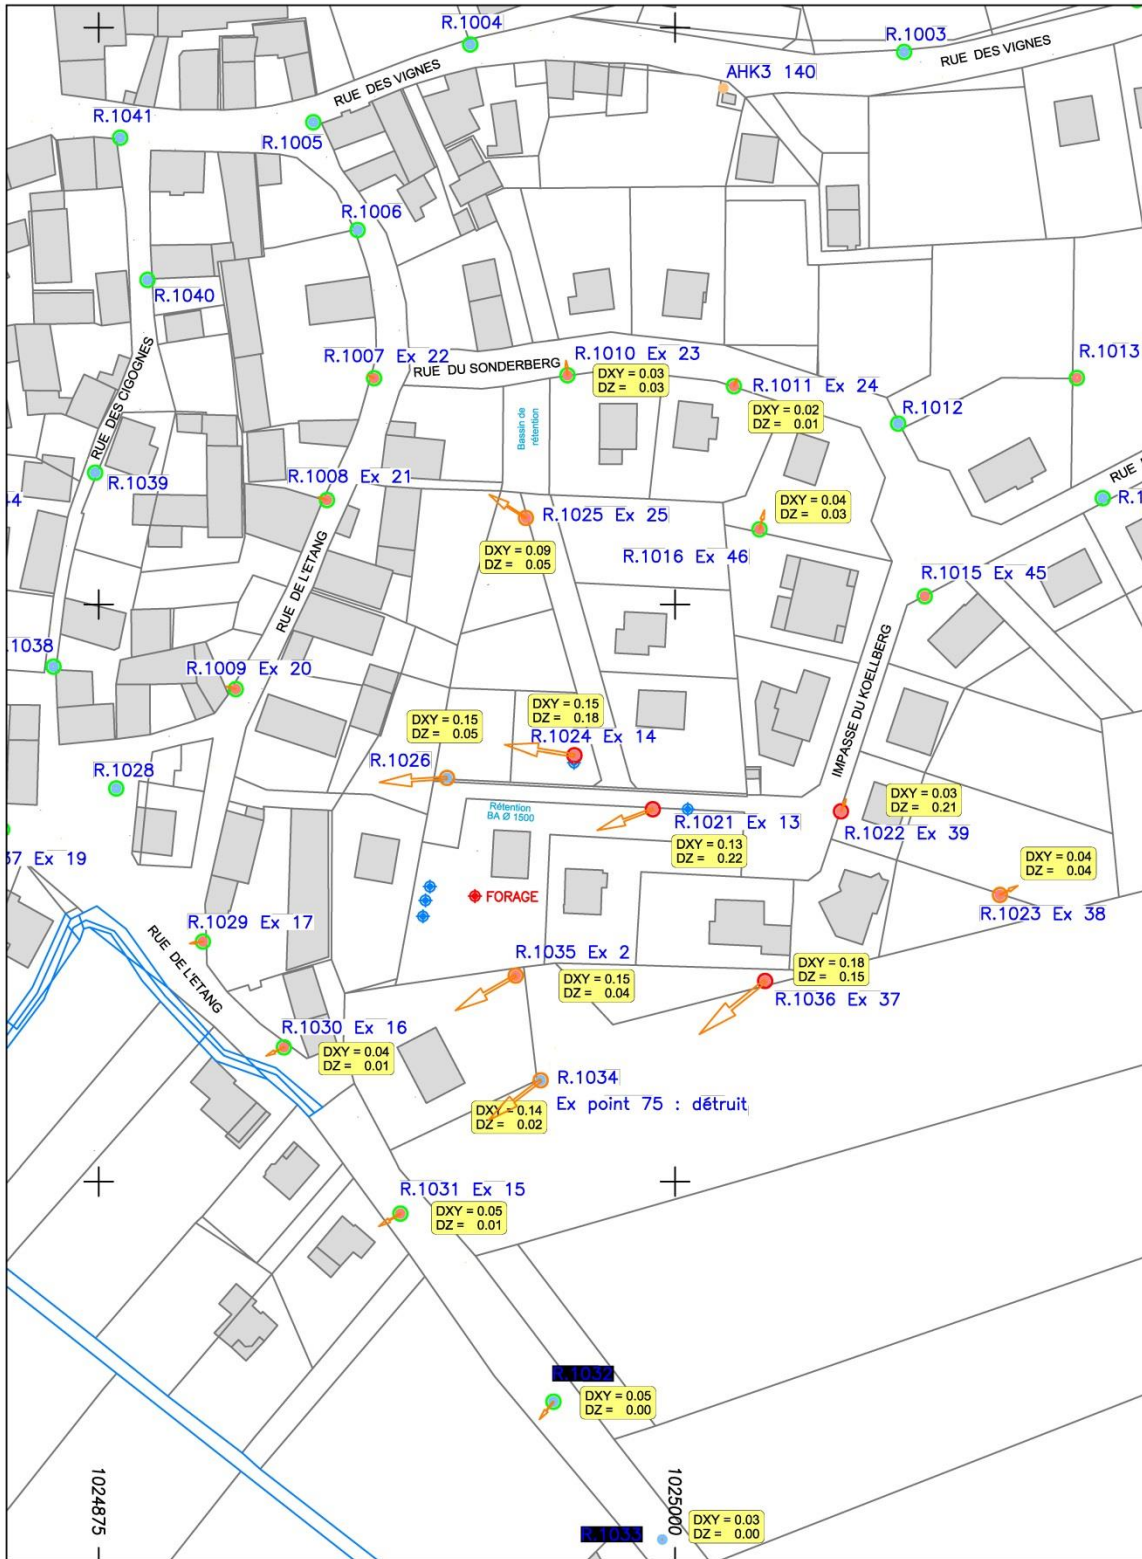 R.1004
R.1003
RUE DES VIGNES
RUE DES VIGNES
AHK3 140
R.1041
R.1005
R.1006
R.1040
R.1007 Ex 22
RUE DU SONDERBERG
R.1010 Ex 23
DXY = 0.03
DZ = 0.03
R.1011 Ex 24
DXY = 0.02
DZ = 0.01
R.1013
R.1012
RUE DES CIGOGNES
Bassin de
rétention
R.1039
R.1008 Ex 21
44
R.1025 Ex 25
DXY = 0.09
DZ = 0.05
DXY = 0.04
DZ = 0.03
R.1016 Ex 46
RUE
R.1
R.1015 Ex 45
RUE DE L'ETANG
1038
R.1009 Ex 20
IMPASSE DU KOELLBERG
DXY = 0.15
DZ = 0.05
DXY = 0.15
DZ = 0.18
R.1024 Ex 14
R.1026
R.1028
Rétention
BA Ø 1500
R.1021 Ex 13
DXY = 0.13
DZ = 0.22
DXY = 0.03
DZ = 0.21
R.1022 Ex 39
37 Ex 19
FORAGE
DXY = 0.04
DZ = 0.04
R.1023 Ex 38
R.1029 Ex 17
RUE DE L'ETANG
R.1035 Ex 2
DXY = 0.15
DZ = 0.04
DXY = 0.18
DZ = 0.15
R.1036 Ex 37
R.1030 Ex 16
DXY = 0.04
DZ = 0.01
R.1034
Ex point 75 : détruit
DXY = 0.14
DZ = 0.02
R.1031 Ex 15
DXY = 0.05
DZ = 0.01
R.1032
DXY = 0.05
DZ = 0.00
1024875
1025000
R.1033
DXY = 0.03
DZ = 0.00